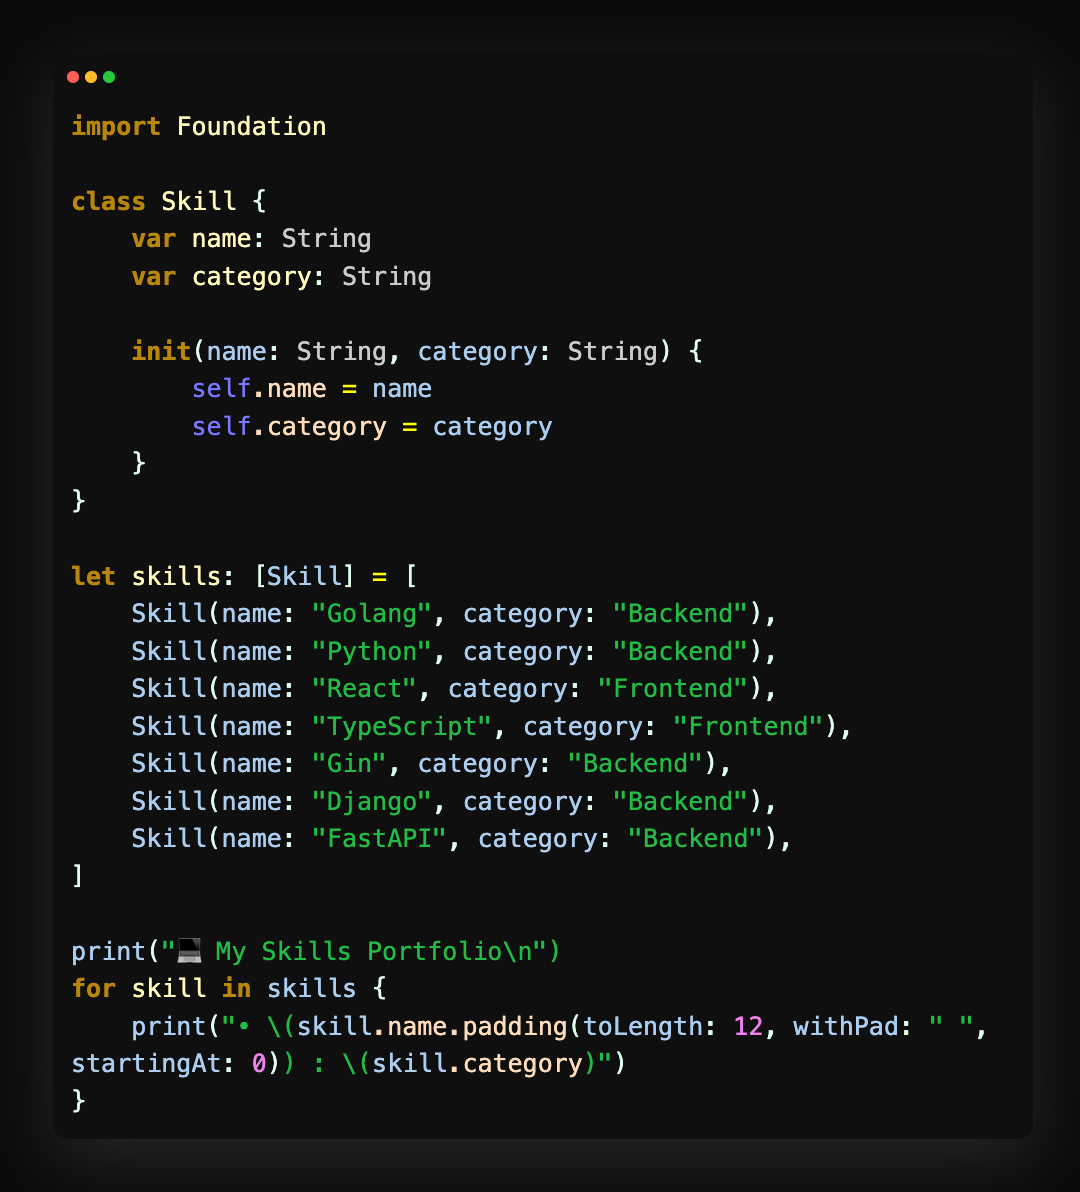 import Foundation

class Skill {
    var name: String
    var category: String

    init(name: String, category: String) {
        self.name = name
        self.category = category
    }
}

let skills: [Skill] = [
    Skill(name: "Golang", category: "Backend"),
    Skill(name: "Python", category: "Backend"),
    Skill(name: "React", category: "Frontend"),
    Skill(name: "TypeScript", category: "Frontend"),
    Skill(name: "Gin", category: "Backend"),
    Skill(name: "Django", category: "Backend"),
    Skill(name: "FastAPI", category: "Backend"),
]

print("💻 My Skills Portfolio\n")
for skill in skills {
    print("• \(skill.name.padding(toLength: 12, withPad: " ",
startingAt: 0)) : \(skill.category)")
}